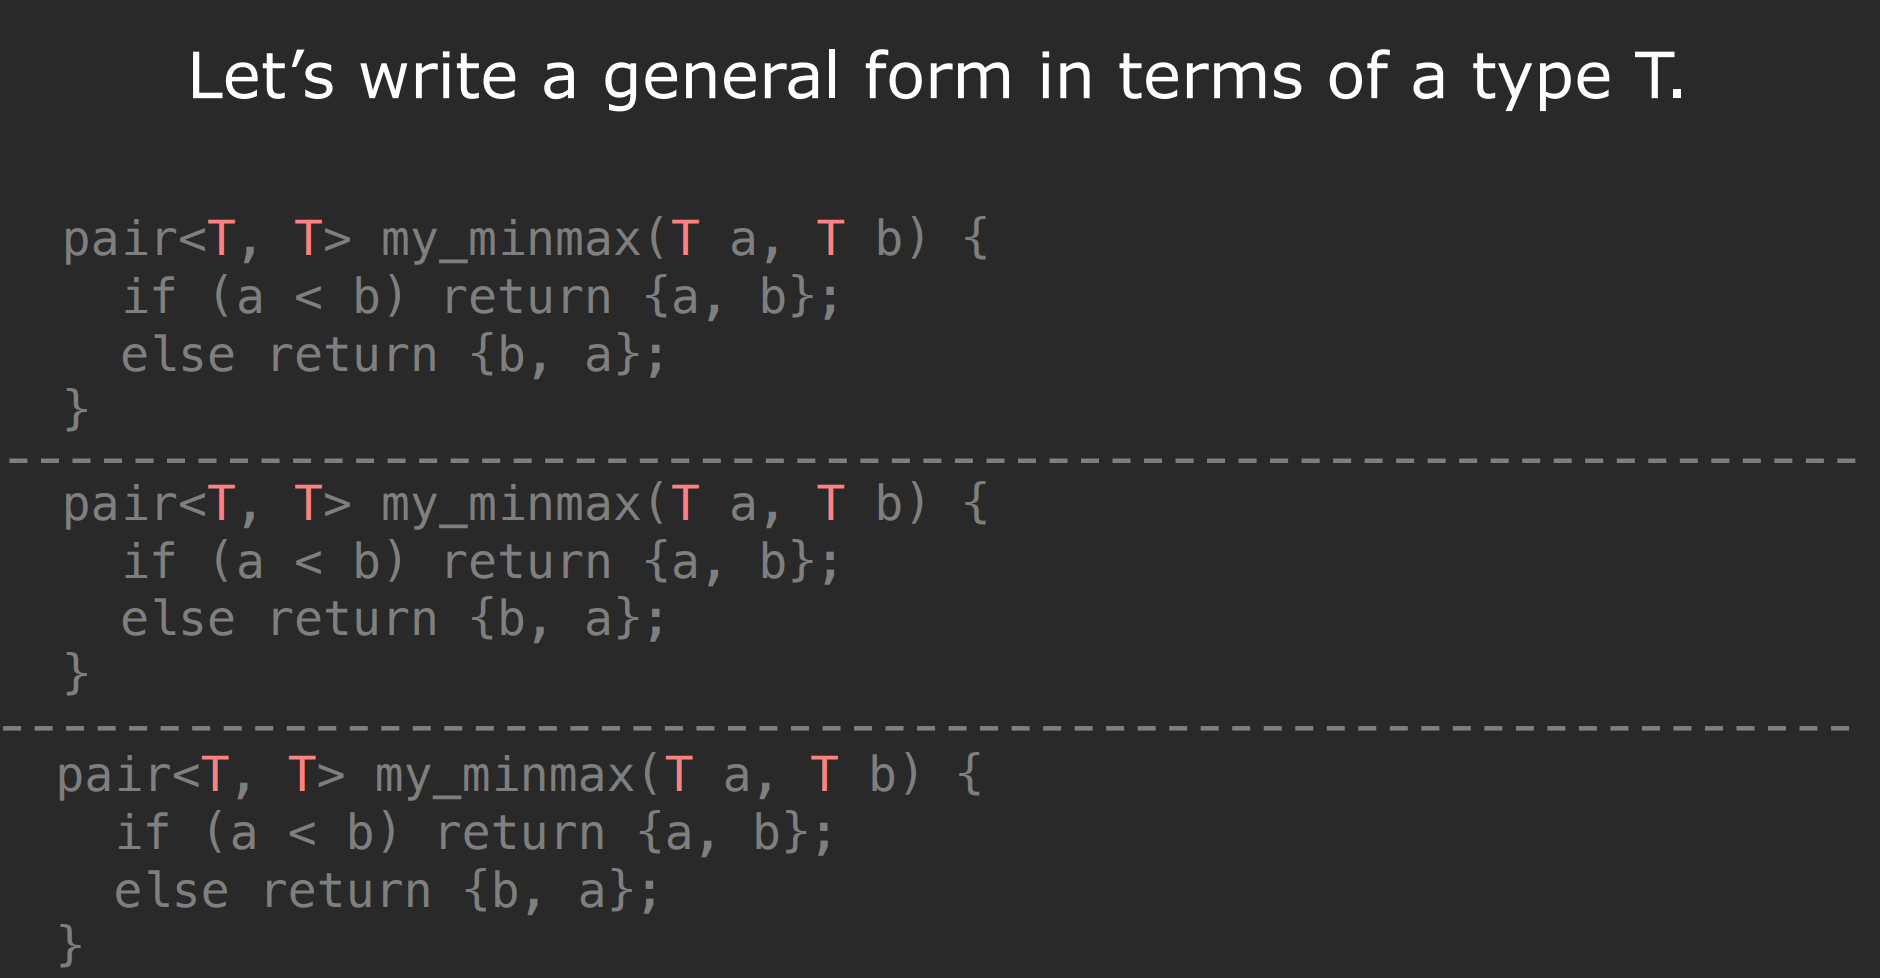 Let’s write a general form in terms of a type T.
pair<T, T> my_minmax(T a, T b) {
  if (a < b) return {a, b};
  else return {b, a};
}
pair<T, T> my_minmax(T a, T b) {
  if (a < b) return {a, b};
  else return {b, a};
}
pair<T, T> my_minmax(T a, T b) {
  if (a < b) return {a, b};
  else return {b, a};
}